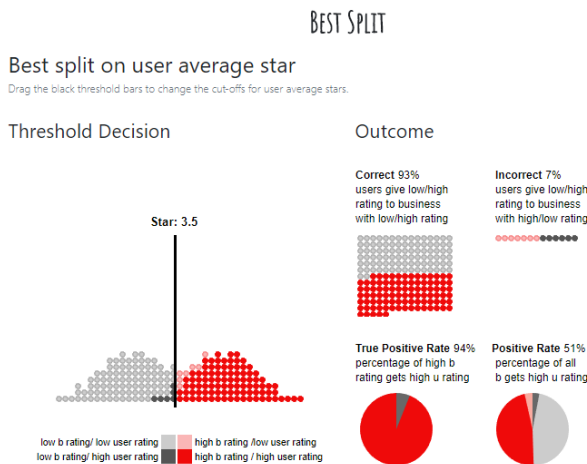 BEST SPLIT
Best split on user average star
Drag the black threshold bars to change the cut-offs for user average stars.
Threshold Decision
Star: 3.5
low b rating/ low user rating
high b rating /low user rating
low b rating/ high user rating
high b rating / high user rating
Outcome
Correct 93%
users give low/high
rating to business
with low/high rating
Incorrect 7%
users give low/high
rating to business
with high/low rating
True Positive Rate 94%
percentage of high b
rating gets high u rating
Positive Rate 51%
percentage of all
b gets high u rating